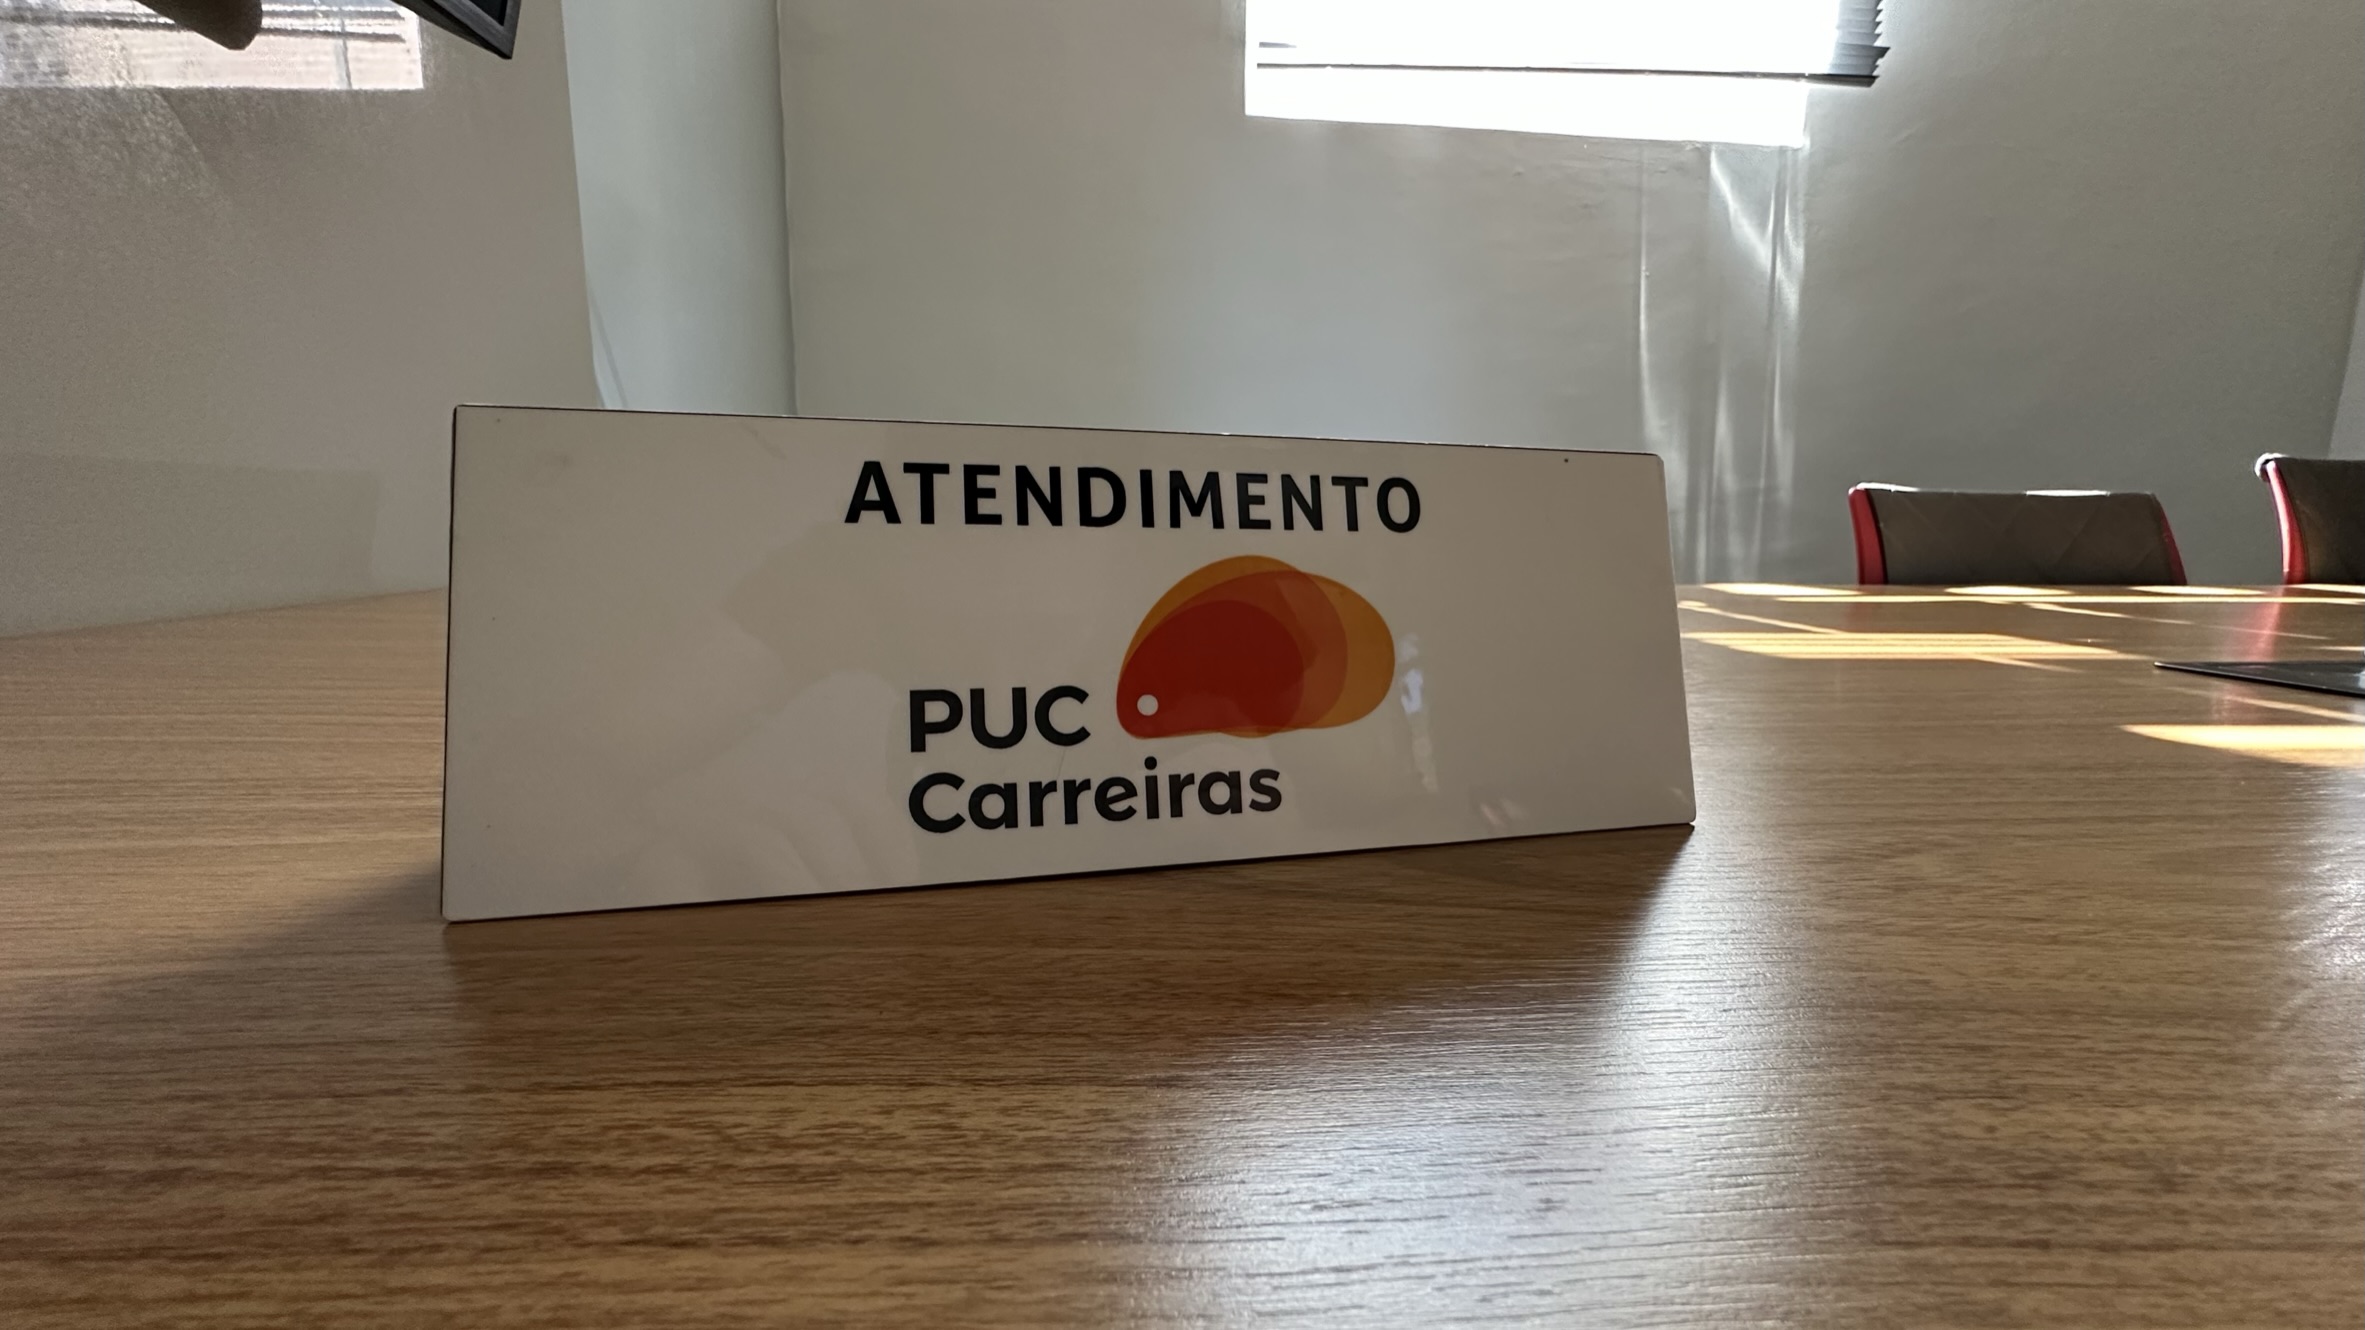 ATENDIMENTO
PUC
Carreiras